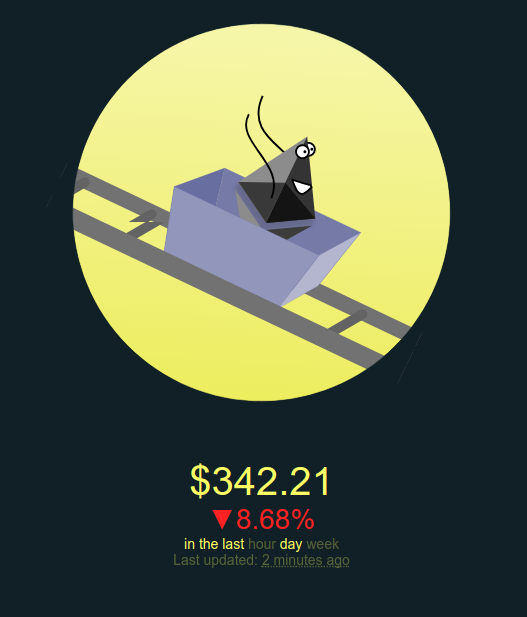 $342.21
▼8.68%
in the last hour day week
Last updated: 2 minutes ago